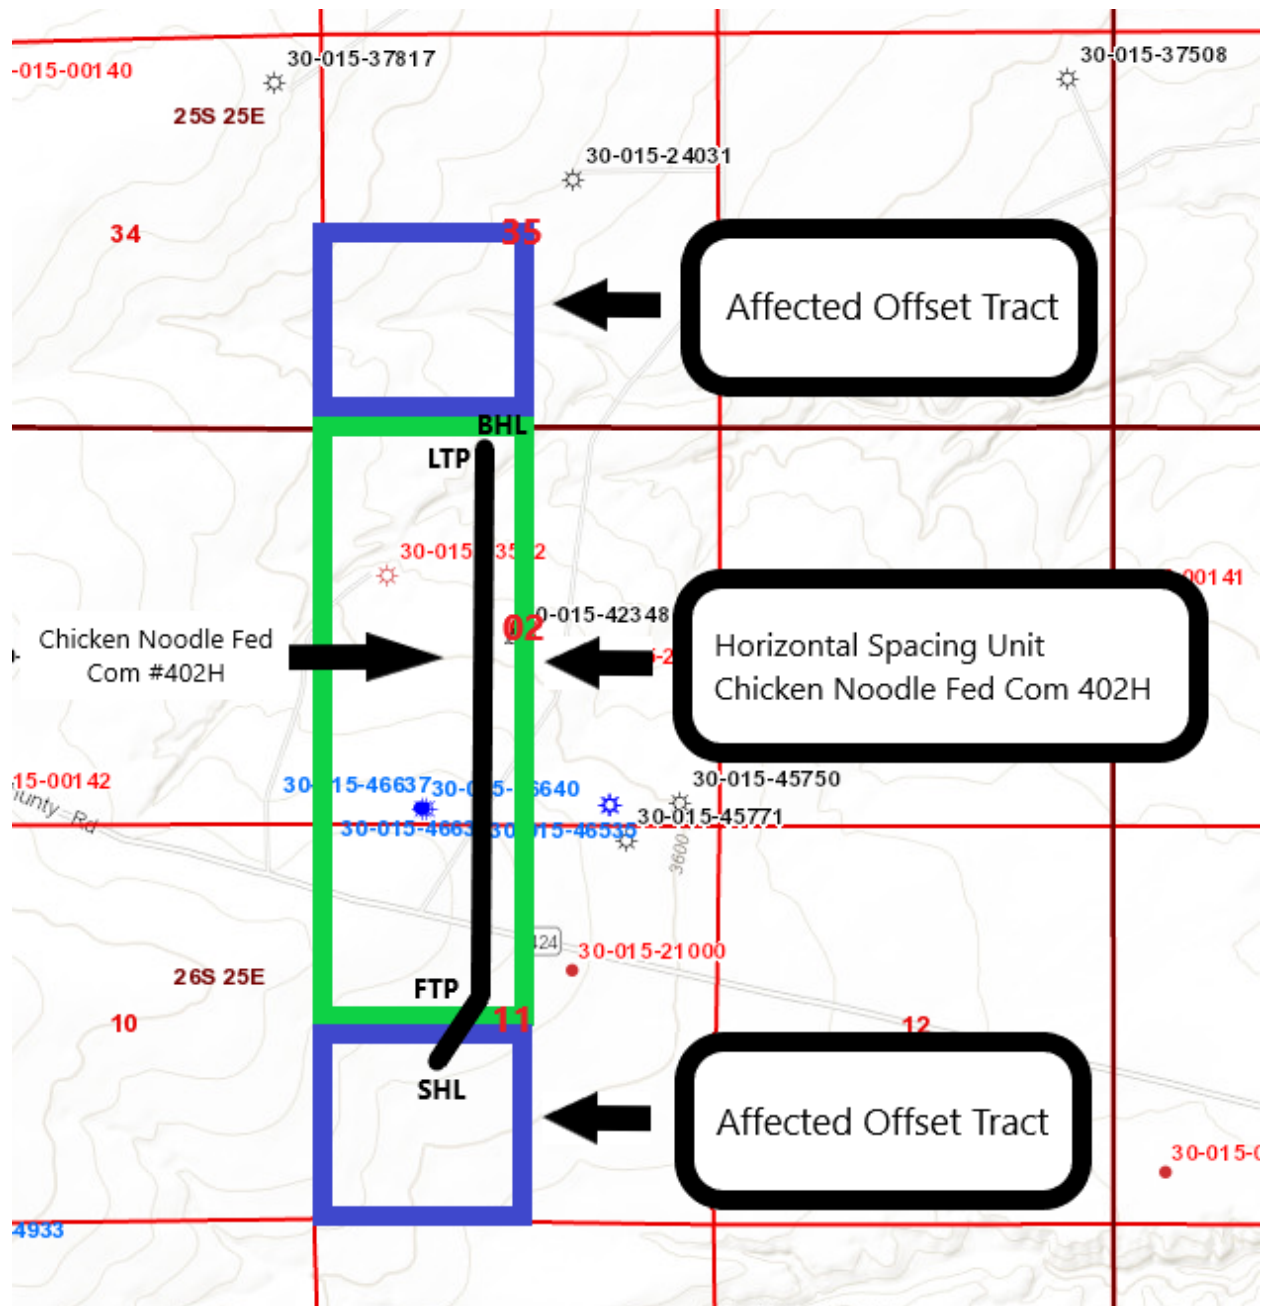 30-015-37817
30-015-37508
-015-00140
25S 25E
30-015-24031
34
35
Affected Offset Tract
BHL
LTP
30-015
2
0-015-42348
00141
02
Chicken Noodle Fed
Com #402H
Horizontal Spacing Unit
Chicken Noodle Fed Com 402H
15-00142
30-015-46637
30-015-46640
30-015-45750
30-015-45771
30-015-46535
Rd
3600
424
30-015-21000
26S 25E
FTP
10
11
12
SHL
Affected Offset Tract
30-015-0
4933